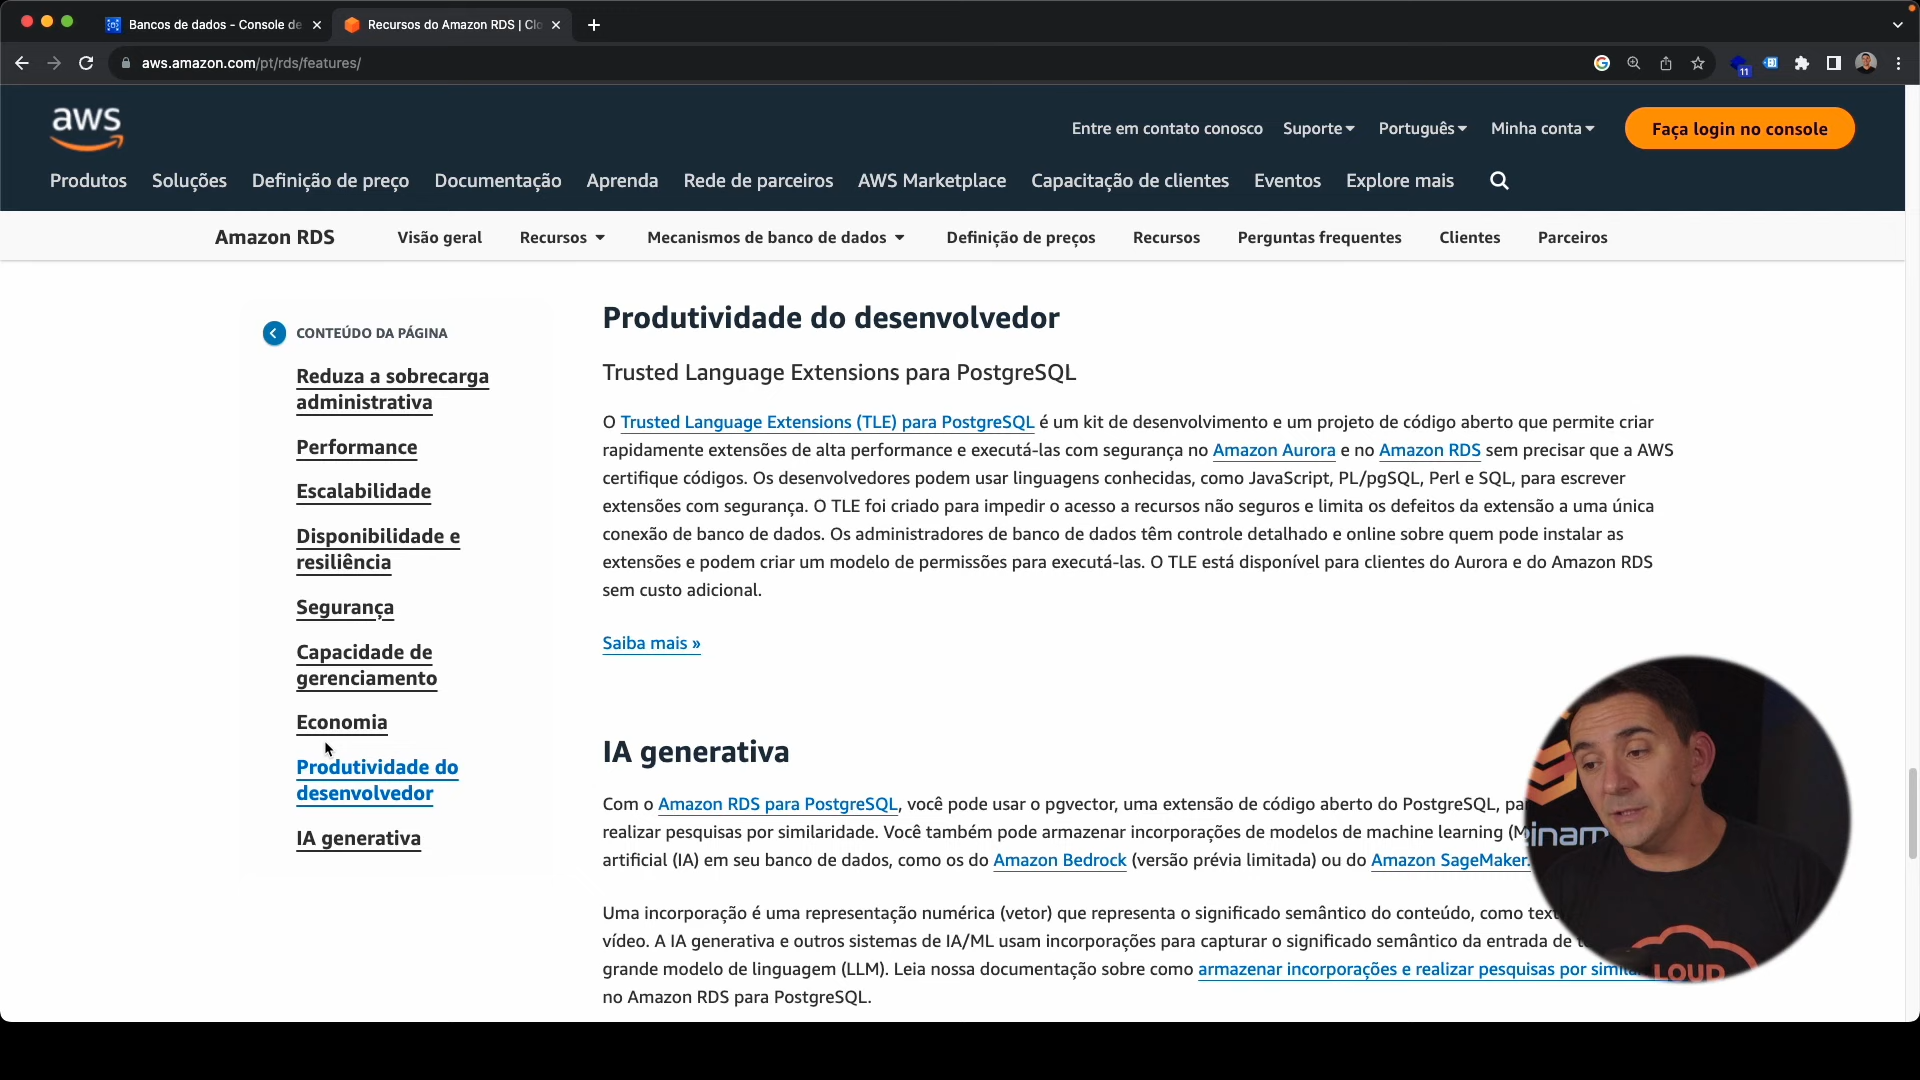 Bancos de dados - Console de
Recursos do Amazon RDS | Clo
aws.amazon.com/pt/rds/features/
11
aws
Entre em contato conosco
Suporte
Português
Minha conta
Faça login no console
Produtos
Soluções
Definição de preço
Documentação
Aprenda
Rede de parceiros
AWS Marketplace
Capacitação de clientes
Eventos
Explore mais
Amazon RDS
Visão geral
Recursos
Mecanismos de banco de dados
Definição de preços
Recursos
Perguntas frequentes
Clientes
Parceiros
CONTEÚDO DA PÁGINA
Reduza a sobrecarga
administrativa
Performance
Escalabilidade
Disponibilidade e
resiliência
Segurança
Capacidade de
gerenciamento
Economia
Produtividade do
desenvolvedor
IA generativa
Produtividade do desenvolvedor
Trusted Language Extensions para PostgreSQL
O Trusted Language Extensions (TLE) para PostgreSQL é um kit de desenvolvimento e um projeto de código aberto que permite criar
rapidamente extensões de alta performance e executá-las com segurança no Amazon Aurora e no Amazon RDS sem precisar que a AWS
certifique códigos. Os desenvolvedores podem usar linguagens conhecidas, como JavaScript, PL/pgSQL, Perl e SQL, para escrever
extensões com segurança. O TLE foi criado para impedir o acesso a recursos não seguros e limita os defeitos da extensão a uma única
conexão de banco de dados. Os administradores de banco de dados têm controle detalhado e online sobre quem pode instalar as
extensões e podem criar um modelo de permissões para executá-las. O TLE está disponível para clientes do Aurora e do Amazon RDS
sem custo adicional.
Saiba mais »
IA generativa
Com o Amazon RDS para PostgreSQL, você pode usar o pgvector, uma extensão de código aberto do PostgreSQL, pa
realizar pesquisas por similaridade. Você também pode armazenar incorporações de modelos de machine learning (M
artificial (IA) em seu banco de dados, como os do Amazon Bedrock (versão prévia limitada) ou do Amazon SageMaker.
Uma incorporação é uma representação numérica (vetor) que representa o significado semântico do conteúdo, como tex
vídeo. A IA generativa e outros sistemas de IA/ML usam incorporações para capturar o significado semântico da entrada de
grande modelo de linguagem (LLM). Leia nossa documentação sobre como armazenar incorporações e realizar pesquisas por simila
no Amazon RDS para PostgreSQL.
einam
LOUD